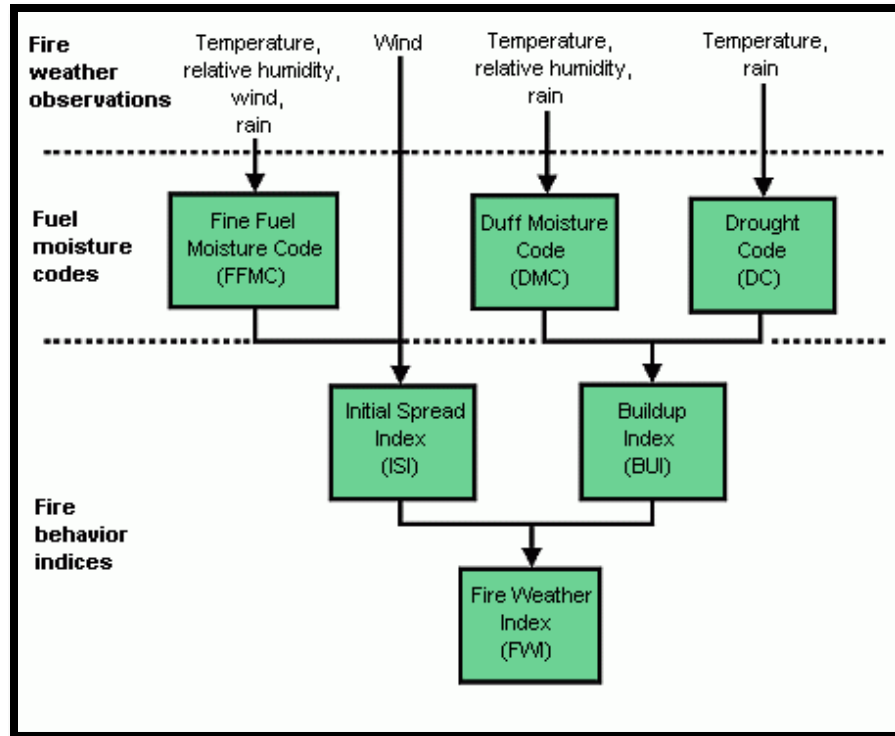 Fire
weather
observations
Temperature,
relative humidity,
wind,
rain
Wind
Temperature,
relative humidity,
rain
Temperature,
rain
Fuel
moisture
codes
Fine Fuel
Moisture Code
(FFMC)
Duff Moisture
Code
(DMC)
Drought
Code
(DC)
Fire
behavior
indices
Initial Spread
Index
(ISI)
Buildup
Index
(BUI)
Fire Weather
Index
(FWI)